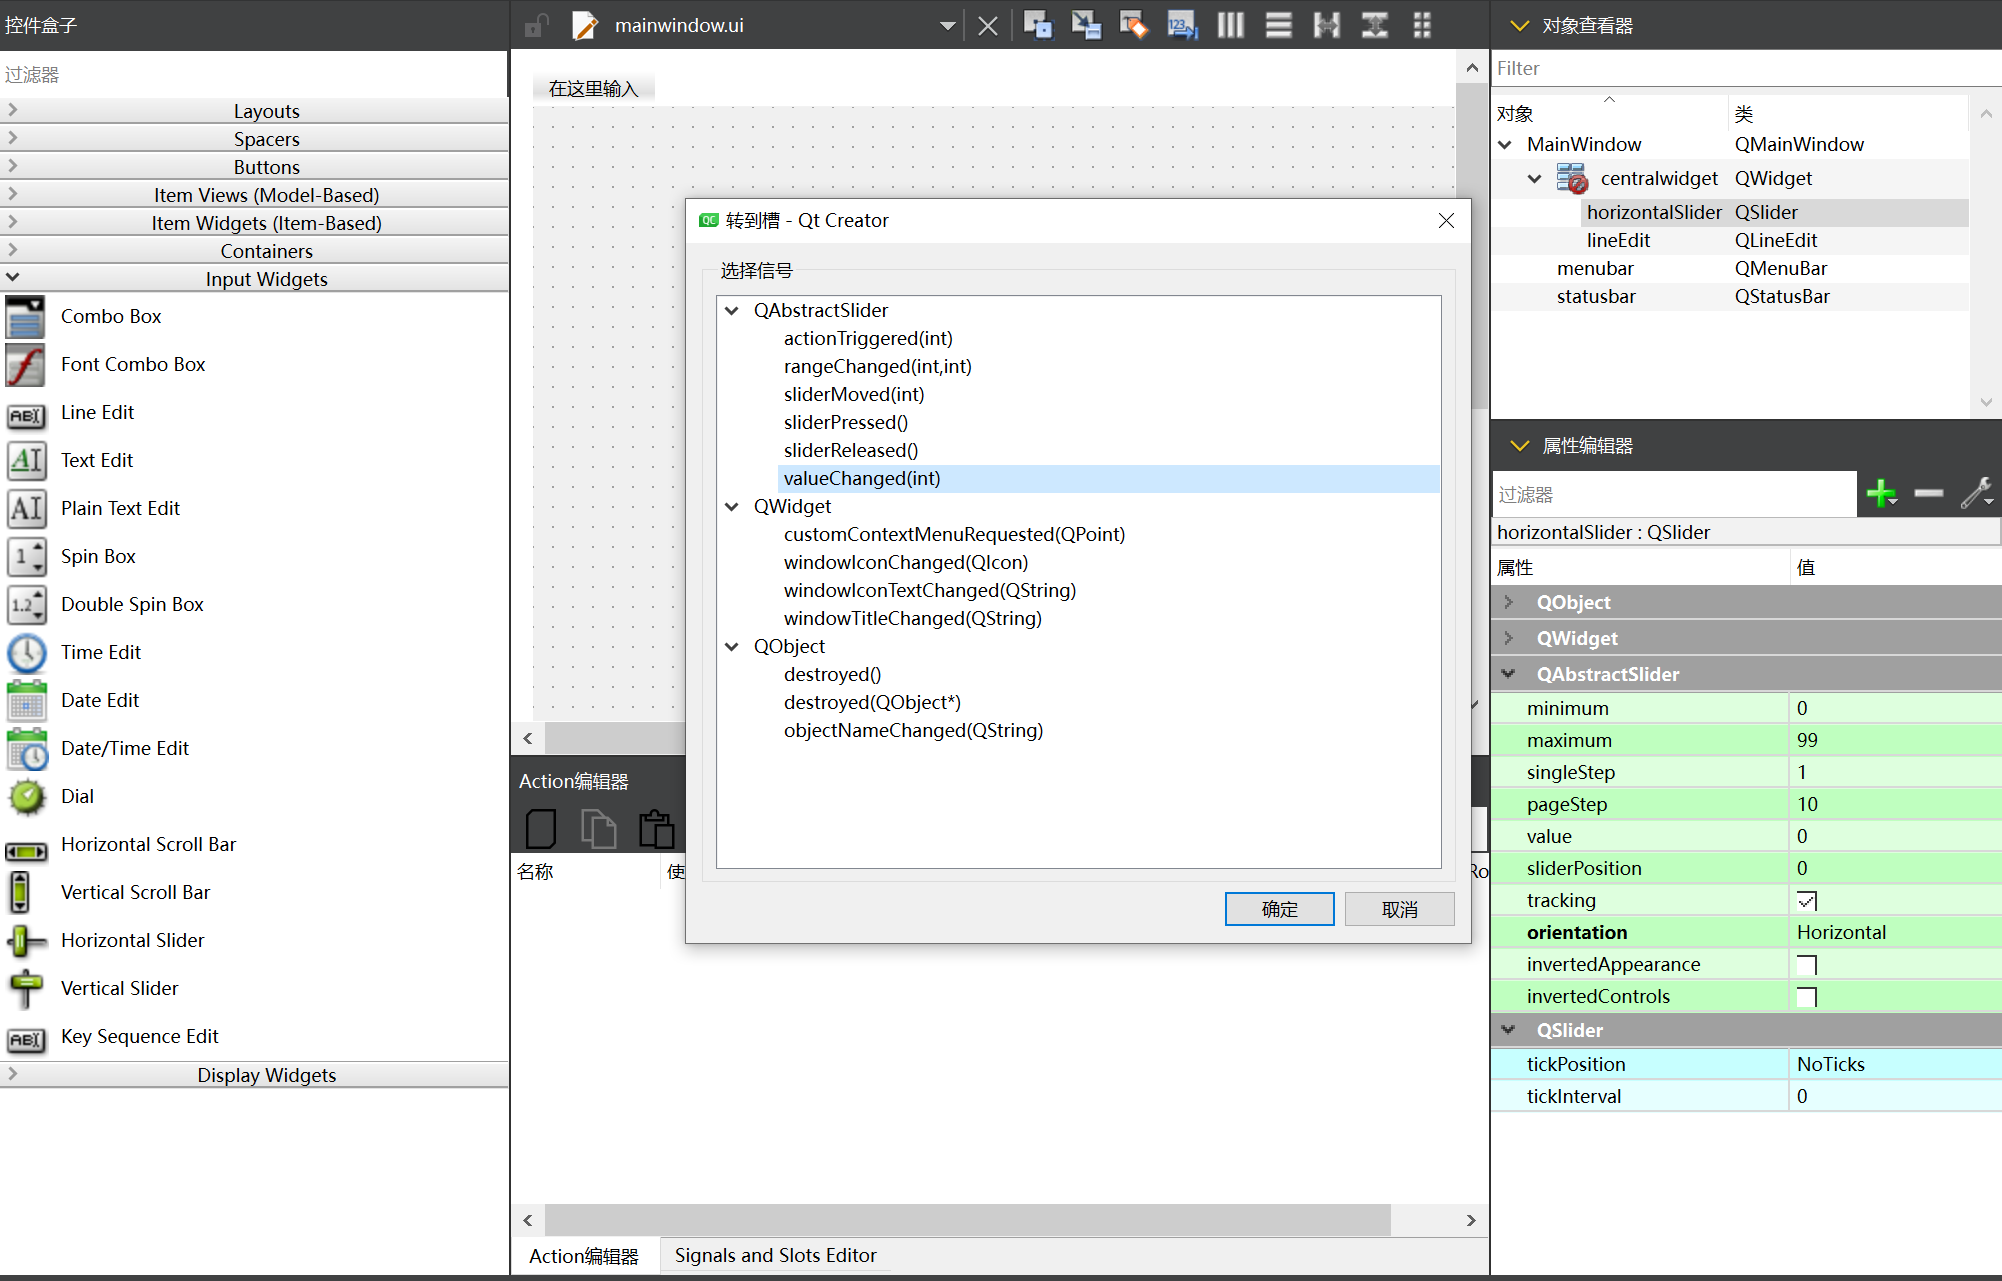 控件盒子
过滤器
Layouts
Spacers
Buttons
Item Views (Model-Based)
Item Widgets (Item-Based)
Containers
Input Widgets
Combo Box
Font Combo Box
Line Edit
Text Edit
Plain Text Edit
Spin Box
Double Spin Box
Time Edit
Date Edit
Date/Time Edit
Dial
Horizontal Scroll Bar
Vertical Scroll Bar
Horizontal Slider
Vertical Slider
Key Sequence Edit
Display Widgets
mainwindow.ui
在这里输入
转到槽 - Qt Creator
选择信号
QAbstractSlider
actionTriggered(int)
rangeChanged(int,int)
sliderMoved(int)
sliderPressed()
sliderReleased()
valueChanged(int)
QWidget
customContextMenuRequested(QPoint)
windowIconChanged(QIcon)
windowIconTextChanged(QString)
windowTitleChanged(QString)
QObject
destroyed()
destroyed(QObject*)
objectNameChanged(QString)
确定 取消
Action编辑器
名称 使 Ro
Action编辑器 Signals and Slots Editor
对象查看器
Filter
对象 类
MainWindow QMainWindow
centralwidget QWidget
horizontalSlider QSlider
lineEdit QLineEdit
menubar QMenuBar
statusbar QStatusBar
属性编辑器
过滤器
horizontalSlider : QSlider
属性 值
QObject
QWidget
QAbstractSlider
minimum 0
maximum 99
singleStep 1
pageStep 10
value 0
sliderPosition 0
tracking
orientation Horizontal
invertedAppearance
invertedControls
QSlider
tickPosition NoTicks
tickInterval 0